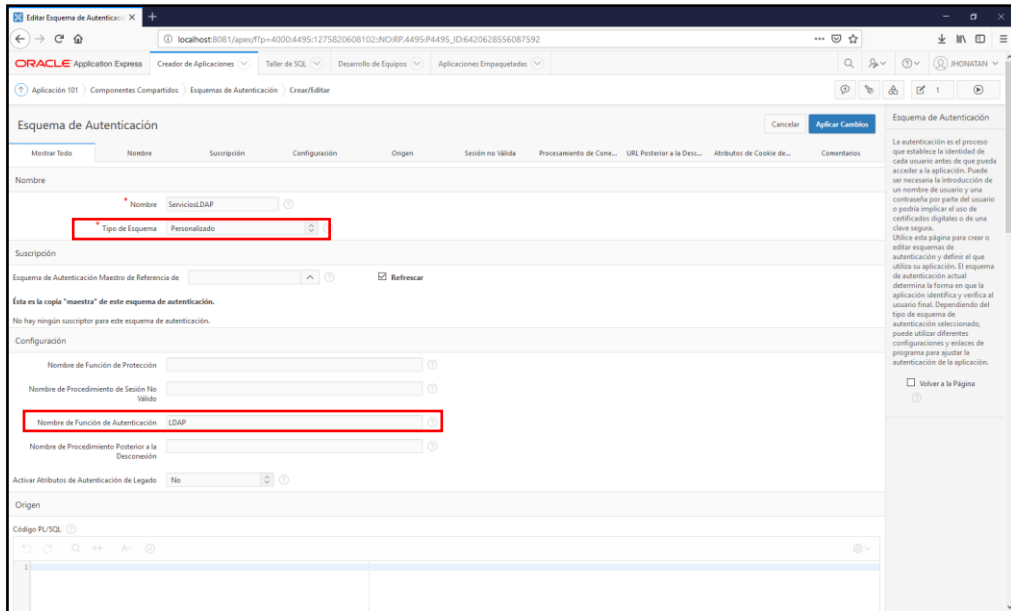 Editar Esquema de Autenticació
localhost:8081/apex/f?p=4000:4495:1275820608102::NO:RP,4495:P4495_ID:6420628556087592
ORACLE Application Express Creador de Aplicaciones Taller de SQL Desarrollo de Equipos Aplicaciones Empaquetadas JHONATAN
Aplicación 101 Componentes Compartidos Esquemas de Autenticación Crear/Editar 1
Esquema de Autenticación Cancelar Aplicar Cambios
Mostrar Todo Nombre Suscripción Configuración Origen Sesión no Válida Procesamiento de Cone... URL Posterior a la Desc... Atributos de Cookie de... Comentarios
Nombre
* Nombre ServiciosLDAP
* Tipo de Esquema Personalizado
Suscripción
Esquema de Autenticación Maestro de Referencia de Refrescar
Ésta es la copia "maestra" de este esquema de autenticación.
No hay ningún suscriptor para este esquema de autenticación.
Configuración
Nombre de Función de Protección
Nombre de Procedimiento de Sesión No
Válido
Nombre de Función de Autenticación LDAP
Nombre de Procedimiento Posterior a la
Desconexión
Activar Atributos de Autenticación de Legado No
Origen
Código PL/SQL
1
Esquema de Autenticación
La autenticación es el proceso
que establece la identidad de
cada usuario antes de que pueda
acceder a la aplicación. Puede
ser necesaria la introducción de
un nombre de usuario y una
contraseña por parte del usuario
o podría implicar el uso de
certificados digitales o de una
clave segura.
Utilice esta página para crear o
editar esquemas de
autenticación y definir el que
utiliza su aplicación. El esquema
de autenticación actual
determina la forma en que la
aplicación identifica y verifica al
usuario final. Dependiendo del
tipo de esquema de
autenticación seleccionado,
puede utilizar diferentes
configuraciones y enlaces de
programa para ajustar la
autenticación de la aplicación.
Volver a la Página